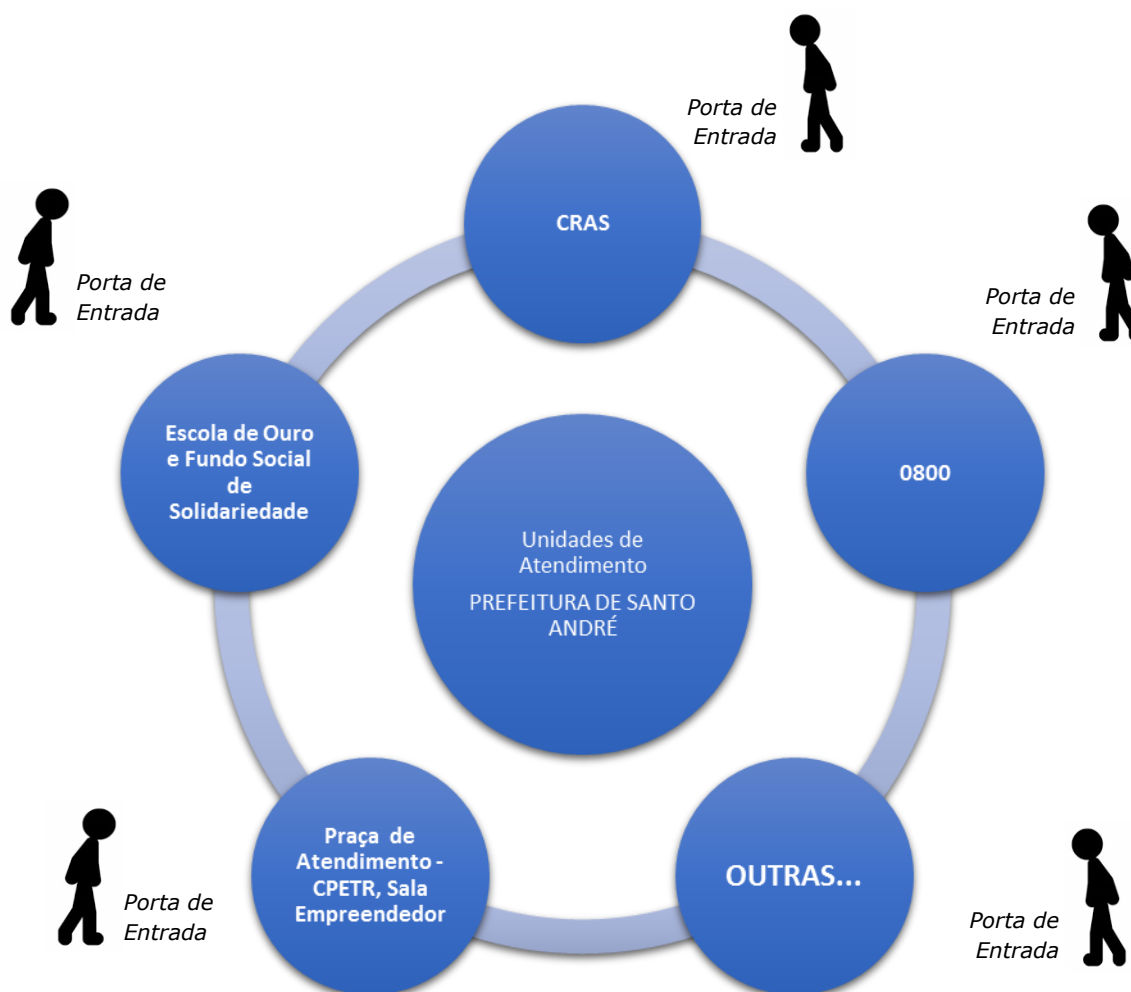 Porta de
Entrada
CRAS
Porta de
Entrada
Porta de
Entrada
Escola de Ouro
e Fundo Social
de
Solidariedade
0800
Unidades de
Atendimento
PREFEITURA DE SANTO
ANDRÉ
Praça de
Atendimento -
CPETR, Sala
Empreendedor
OUTRAS...
Porta de
Entrada
Porta de
Entrada